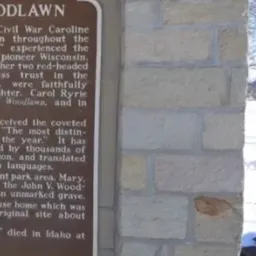 ODLAWN
Civil War Caroline
n throughout the
" experienced the
pioneer Wisconsin.
her two red-headed
ss trust in the
were faithfully
hter. Carol Ryrie
Woodlawn, and in
ceived the coveted
"The most distin-
the year." It has
d by thousands of
on, and translated
languages.
nt park area. Mary,
the John V. Wood-
n unmarked grave.
se home which was
riginal site about
" died in Idaho at